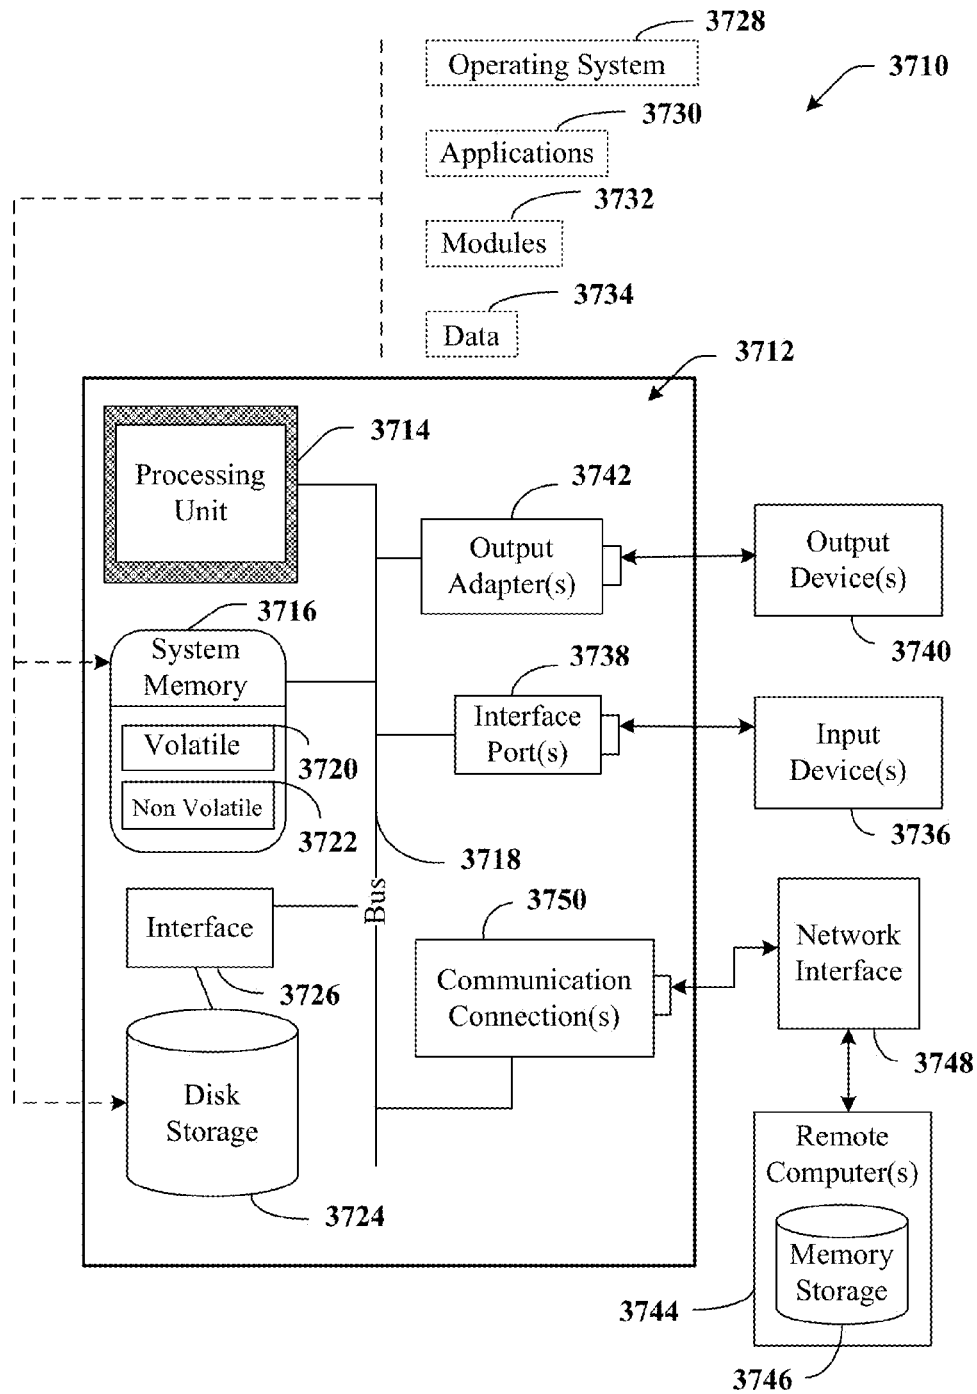 3728
Operating System
3710
3730
Applications
3732
Modules
3734
Data
3712
3714
Processing
Unit
3742
Output
Adapter(s)
Output
Device(s)
3740
3716
System
Memory
Volatile
3720
Non Volatile
3722
3738
Interface
Port(s)
Input
Device(s)
3736
3718
Bus
Interface
3726
3750
Communication
Connection(s)
Network
Interface
3748
Disk
Storage
3724
Remote
Computer(s)
Memory
Storage
3744
3746